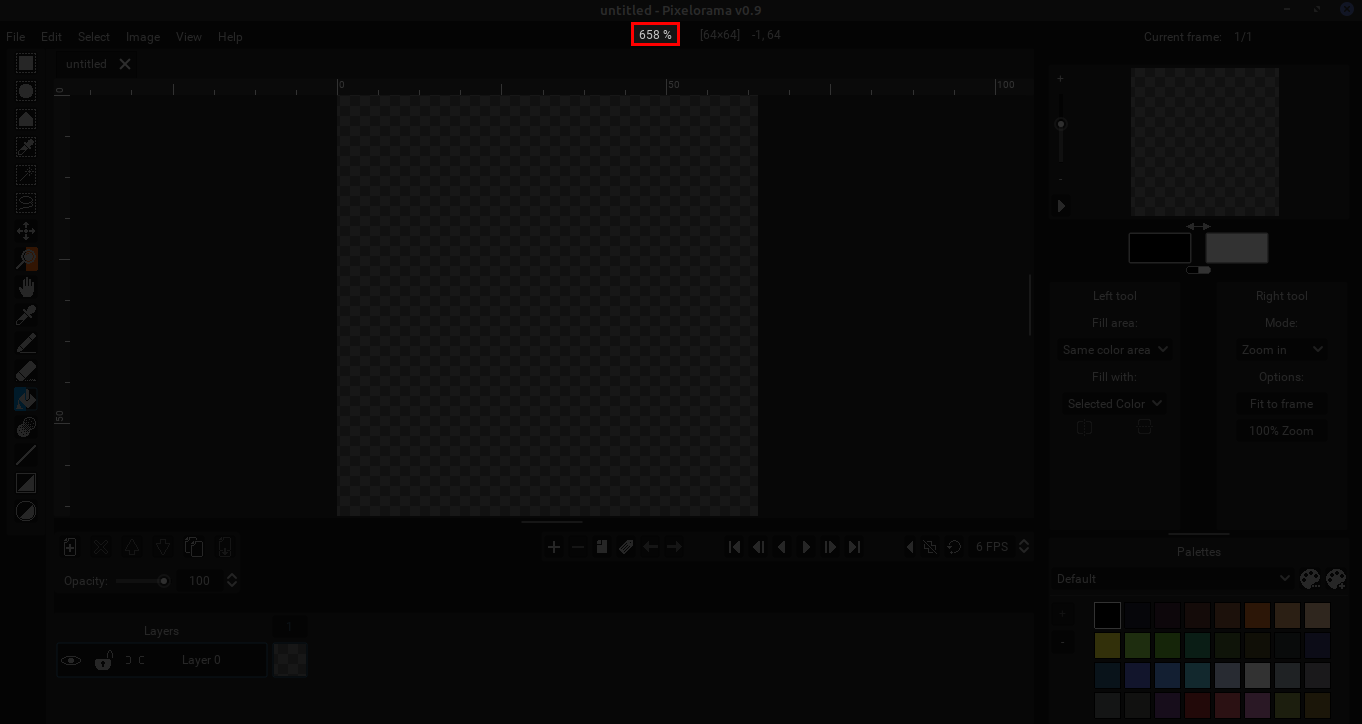 untitled - Pixelorama v0.9
File Edit Select Image View Help
658 %
[64×64] -1, 64
Current frame: 1/1
untitled
0
50
100
0
50
+
-
Left tool
Fill area:
Same color area
Fill with:
Selected Color
Right tool
Mode:
Zoom in
Options:
Fit to frame
100% Zoom
6 FPS
Opacity: 100
Layers
1
Layer 0
Palettes
Default
+
-